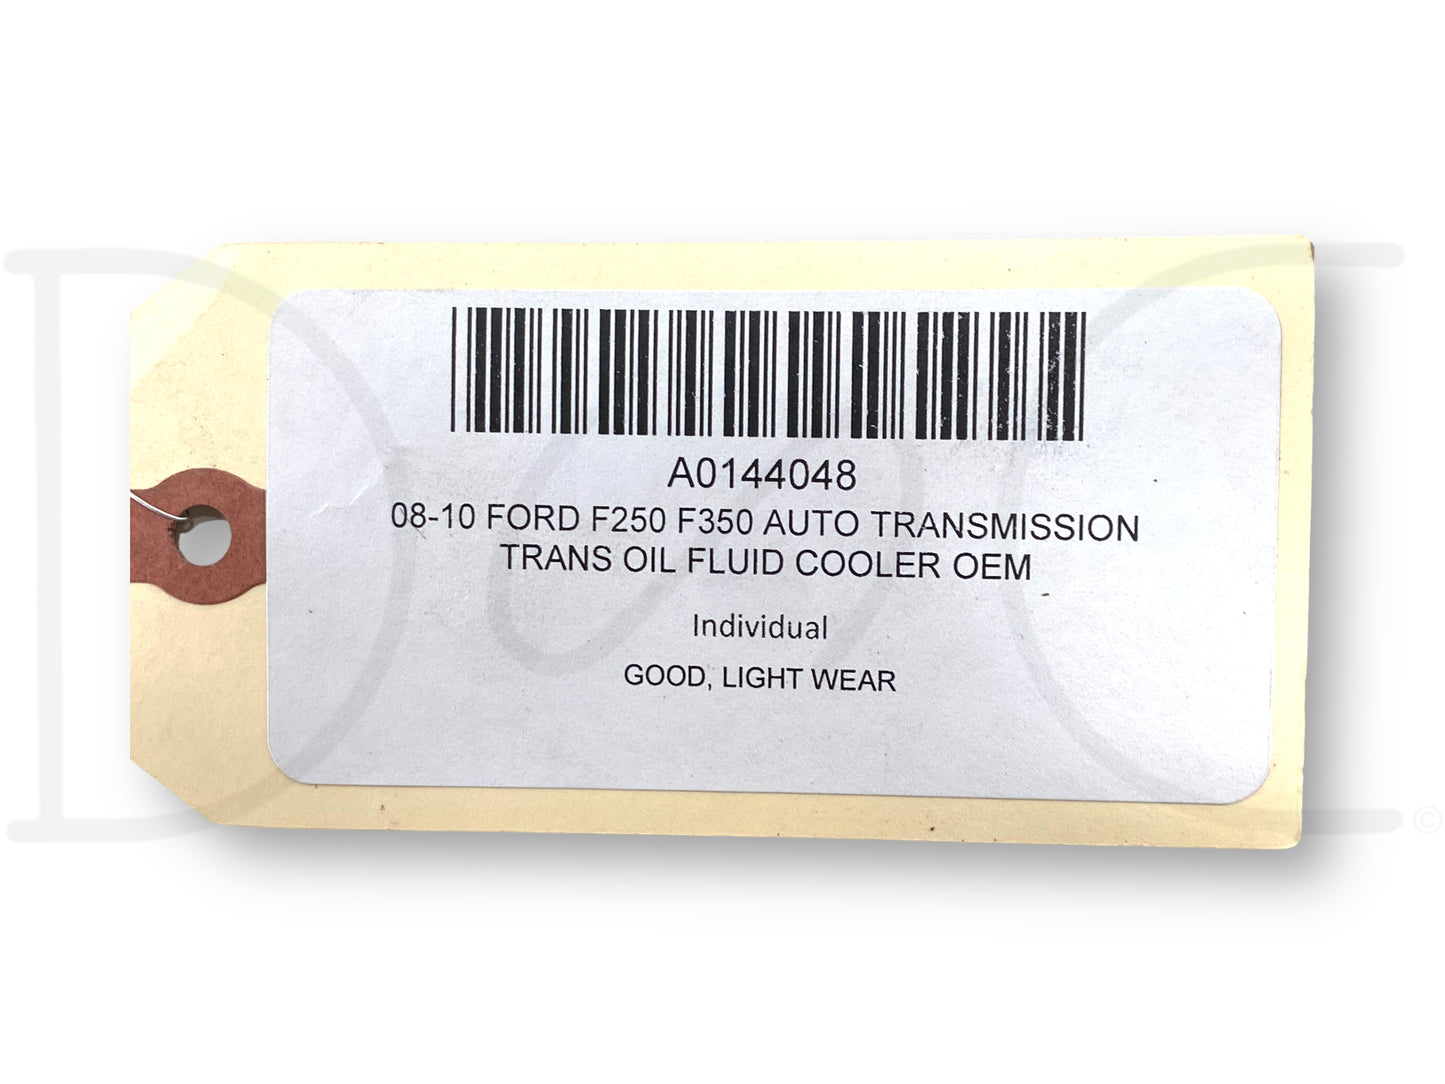 A0144048
08-10 FORD F250 F350 AUTO TRANSMISSION
TRANS OIL FLUID COOLER OEM
Individual
GOOD, LIGHT WEAR
©